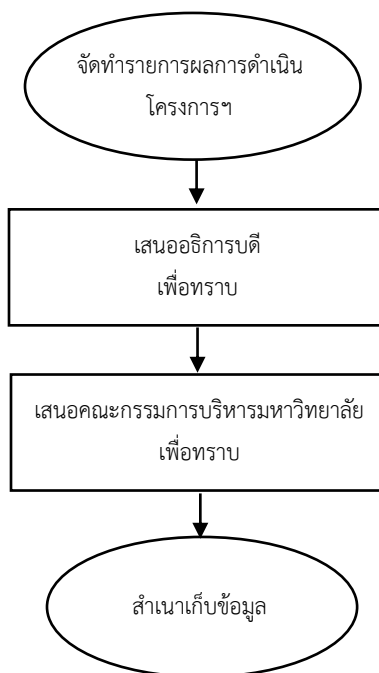 จัดทำรายการผลการดำเนิน
โครงการฯ
เสนออธิการบดี
เพื่อทราบ
เสนอคณะกรรมการบริหารมหาวิทยาลัย
เพื่อทราบ
สำเนาเก็บข้อมูล